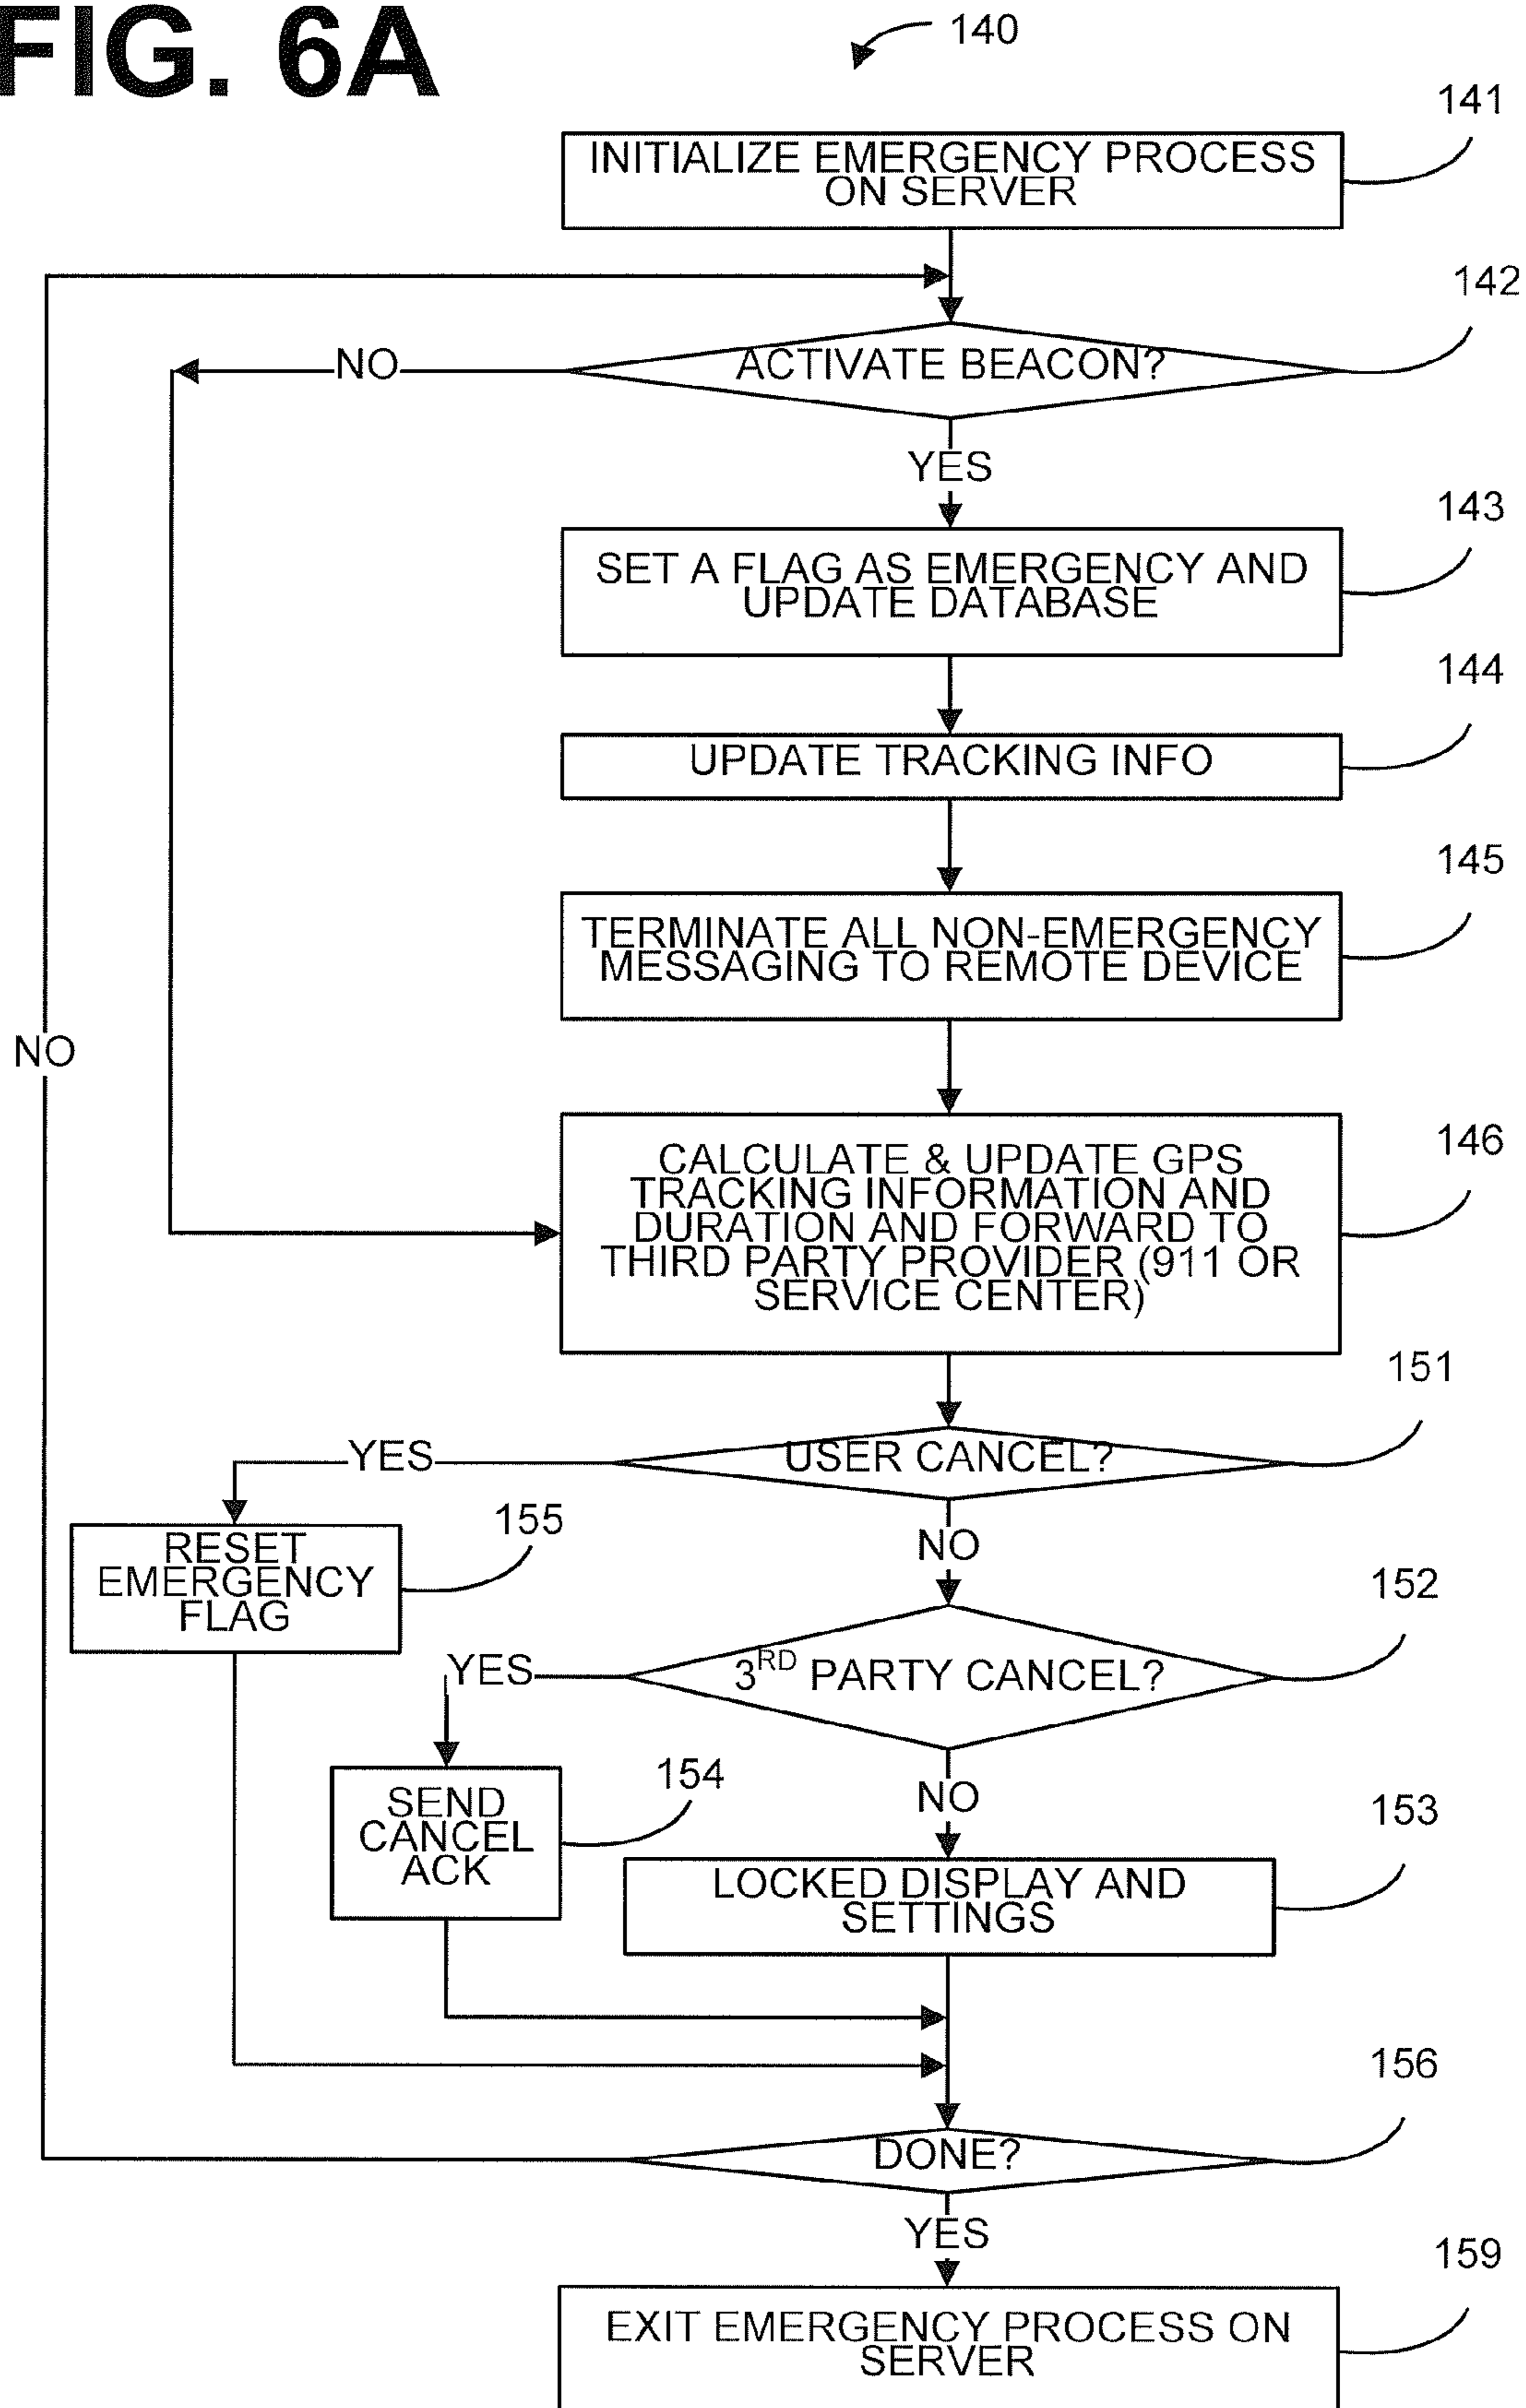 FIG. 6A
140
141
INITIALIZE EMERGENCY PROCESS
ON SERVER
142
ACTIVATE BEACON?
NO
YES
143
SET A FLAG AS EMERGENCY AND
UPDATE DATABASE
144
UPDATE TRACKING INFO
145
TERMINATE ALL NON-EMERGENCY
MESSAGING TO REMOTE DEVICE
NO
146
CALCULATE & UPDATE GPS
TRACKING INFORMATION AND
DURATION AND FORWARD TO
THIRD PARTY PROVIDER (911 OR
SERVICE CENTER)
151
USER CANCEL?
YES
155
RESET
EMERGENCY
FLAG
NO
152
3RD PARTY CANCEL?
YES
154
SEND
CANCEL
ACK
NO
153
LOCKED DISPLAY AND
SETTINGS
156
DONE?
YES
159
EXIT EMERGENCY PROCESS ON
SERVER